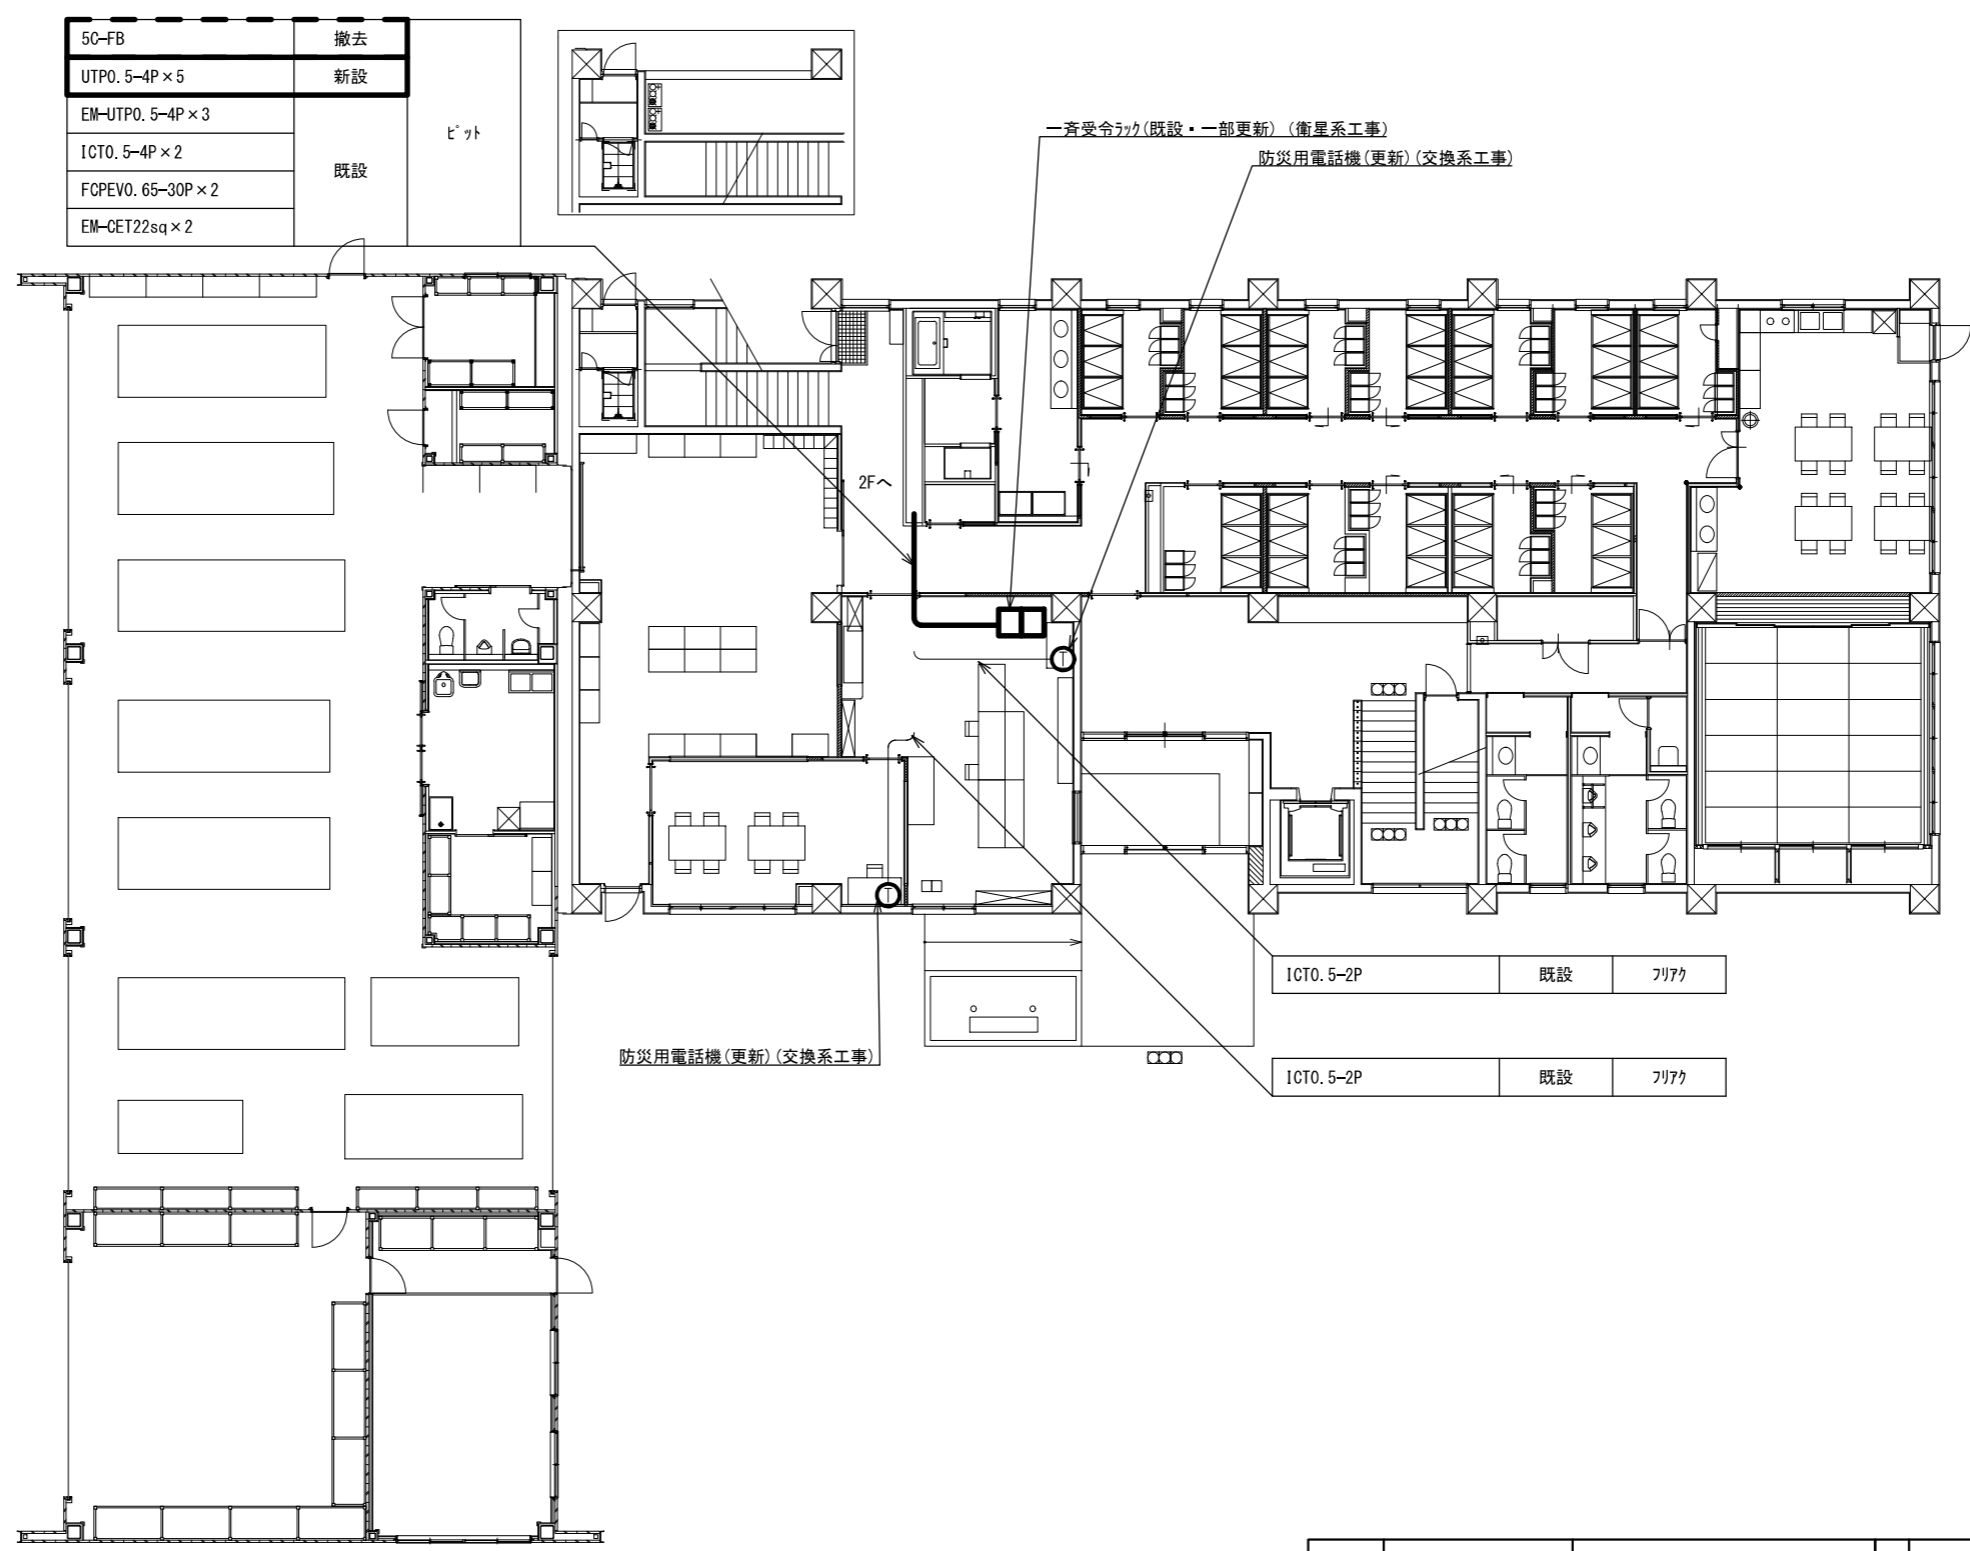 5C-FB 撤去
UTP0.5-4P×5 新設
EM-UTP0.5-4P×3
ICT0.5-4P×2
FCPEV0.65-30P×2
EM-CET22sq×2
既設
ﾋﾟｯﾄ
一斉受令ﾗｯｸ(既設・一部更新) (衛星系工事)
防災用電話機(更新)(交換系工事)
2Fへ
T
T
ICT0.5-2P 既設 ﾌﾘｱｸ
防災用電話機(更新)(交換系工事)
ICT0.5-2P 既設 ﾌﾘｱｸ